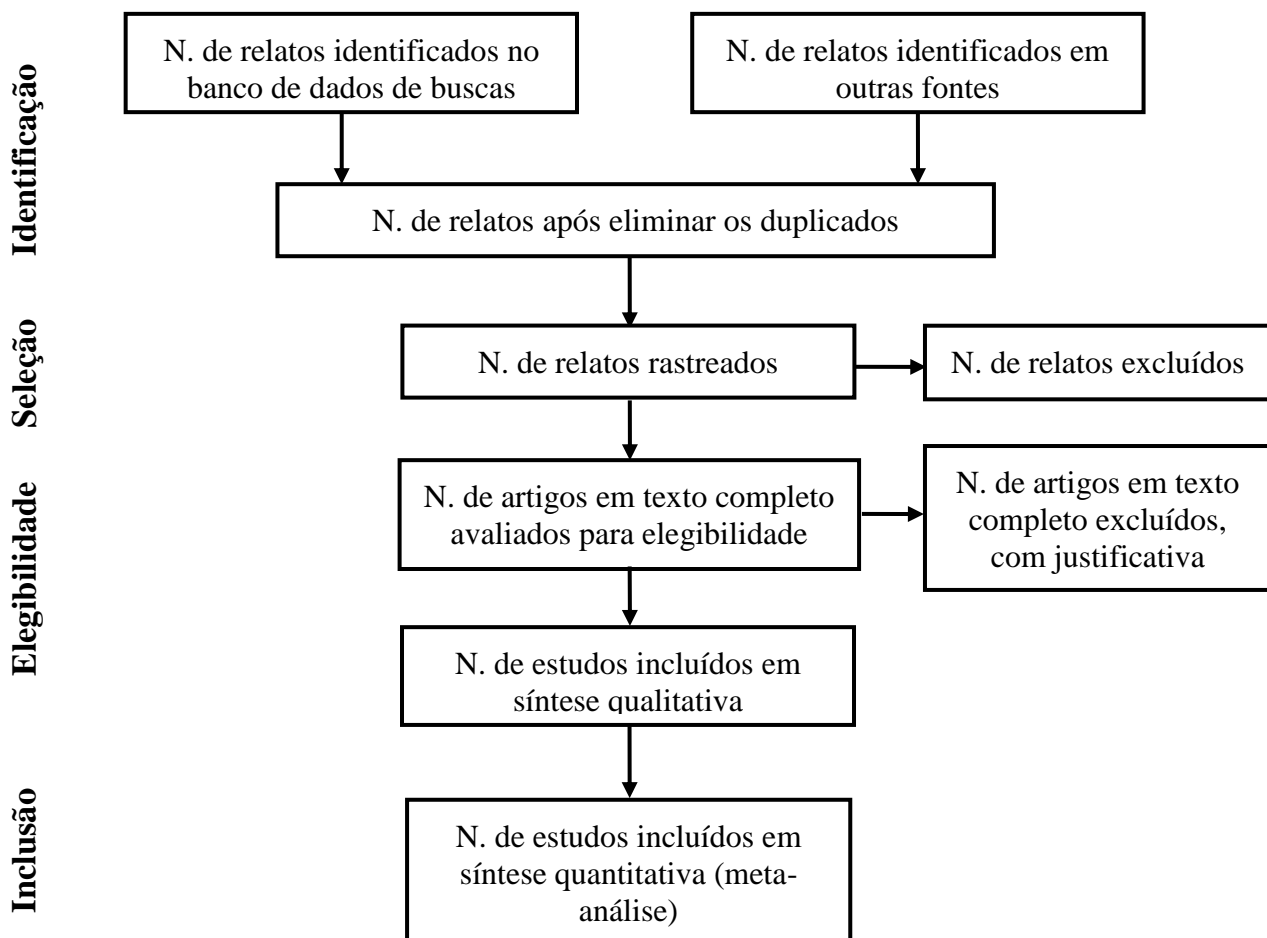 Identificação
N. de relatos identificados no
banco de dados de buscas
N. de relatos identificados em
outras fontes
N. de relatos após eliminar os duplicados
Seleção
N. de relatos rastreados
N. de relatos excluídos
Elegibilidade
N. de artigos em texto completo
avaliados para elegibilidade
N. de artigos em texto
completo excluídos,
com justificativa
N. de estudos incluídos em
síntese qualitativa
Inclusão
N. de estudos incluídos em
síntese quantitativa (meta-
análise)